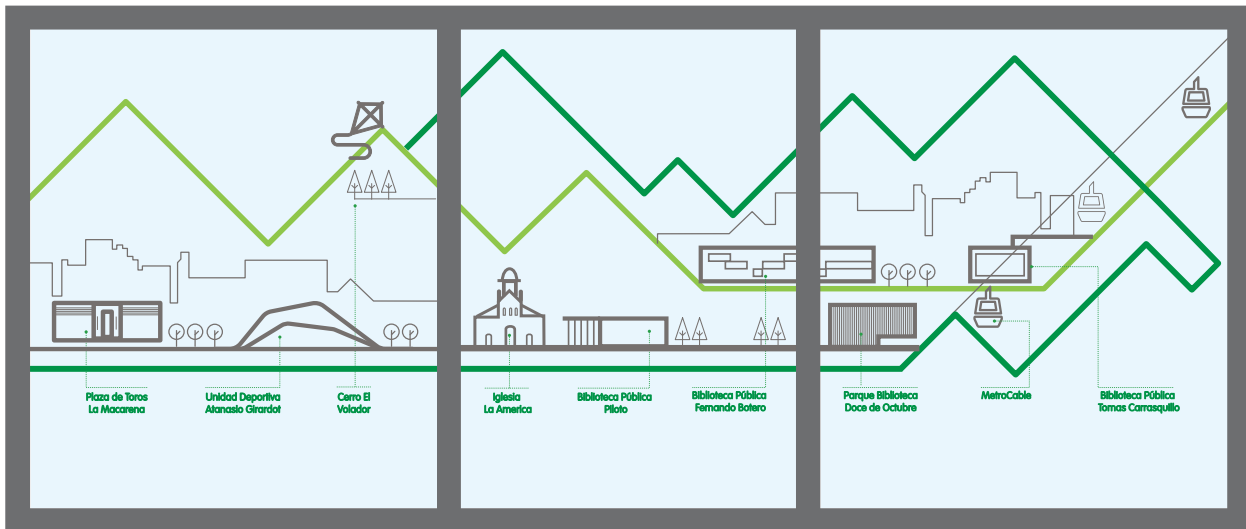 Plaza de Toros
La Macarena
Unidad Deportiva
Atanasio Girardot
Cerro El
Volador
Iglesia
La America
Biblioteca Pública
Piloto
Biblioteca Pública
Fernando Botero
Parque Biblioteca
Doce de Octubre
MetroCable
Biblioteca Pública
Tomas Carrasquillo